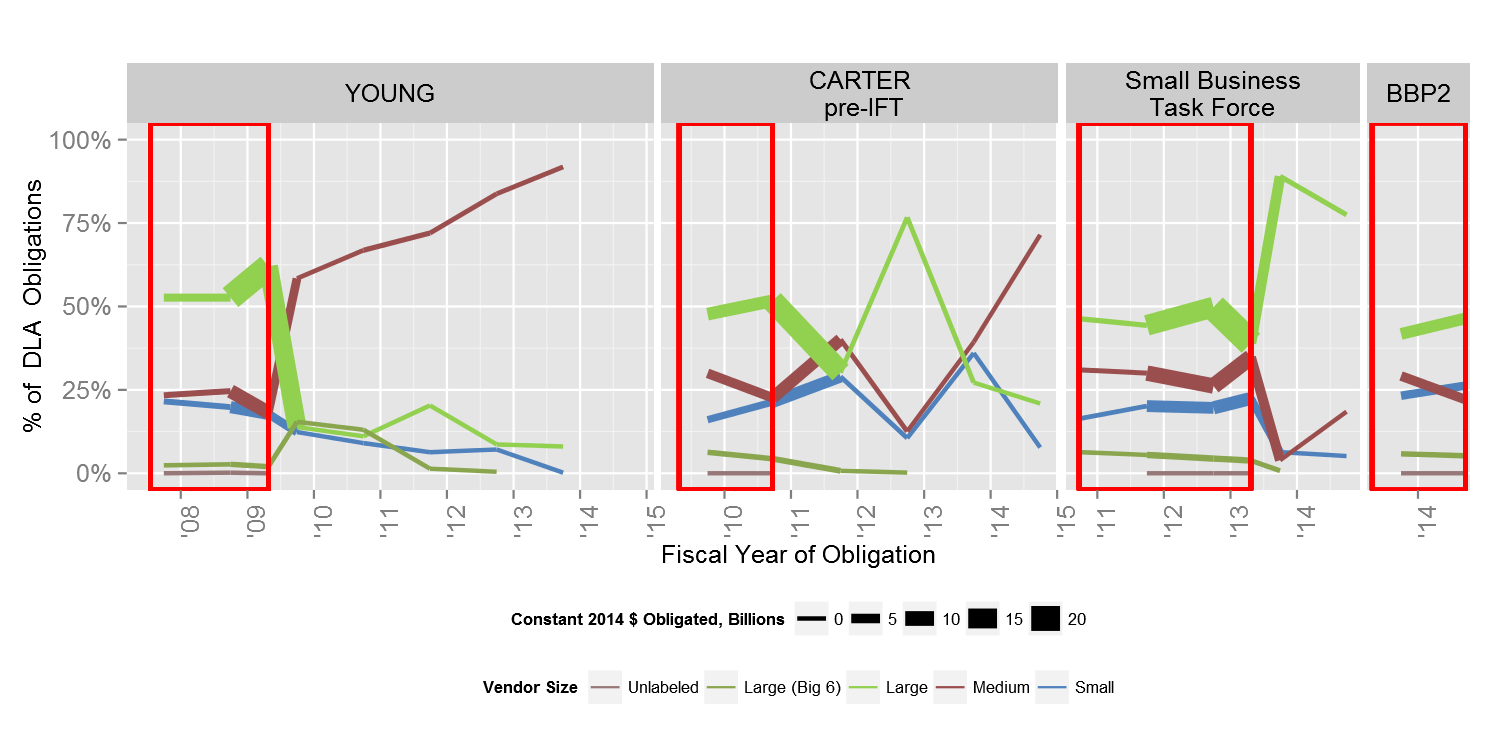 YOUNG
CARTER
pre-IFT
Small Business
Task Force
BBP2
% of DLA Obligations
100%
75%
50%
25%
0%
'08
'09
'10
'11
'12
'13
'14
'15
'10
'11
'12
'13
'14
'15
'11
'12
'13
'14
'14
Fiscal Year of Obligation
Constant 2014 $ Obligated, Billions 0 5 10 15 20
Vendor Size Unlabeled Large (Big 6) Large Medium Small